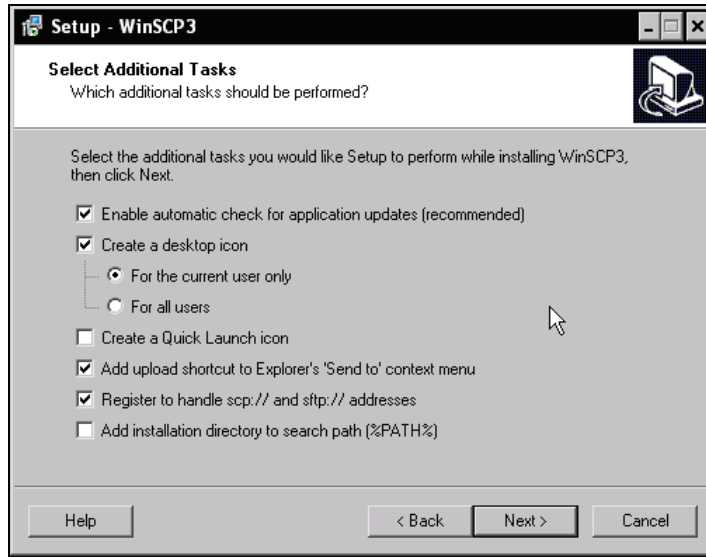 Setup - WinSCP3
Select Additional Tasks
Which additional tasks should be performed?
Select the additional tasks you would like Setup to perform while installing WinSCP3,
then click Next.
Enable automatic check for application updates (recommended)
Create a desktop icon
For the current user only
For all users
Create a Quick Launch icon
Add upload shortcut to Explorer's 'Send to' context menu
Register to handle scp:// and sftp:// addresses
Add installation directory to search path (%PATH%)
Help
< Back
Next >
Cancel